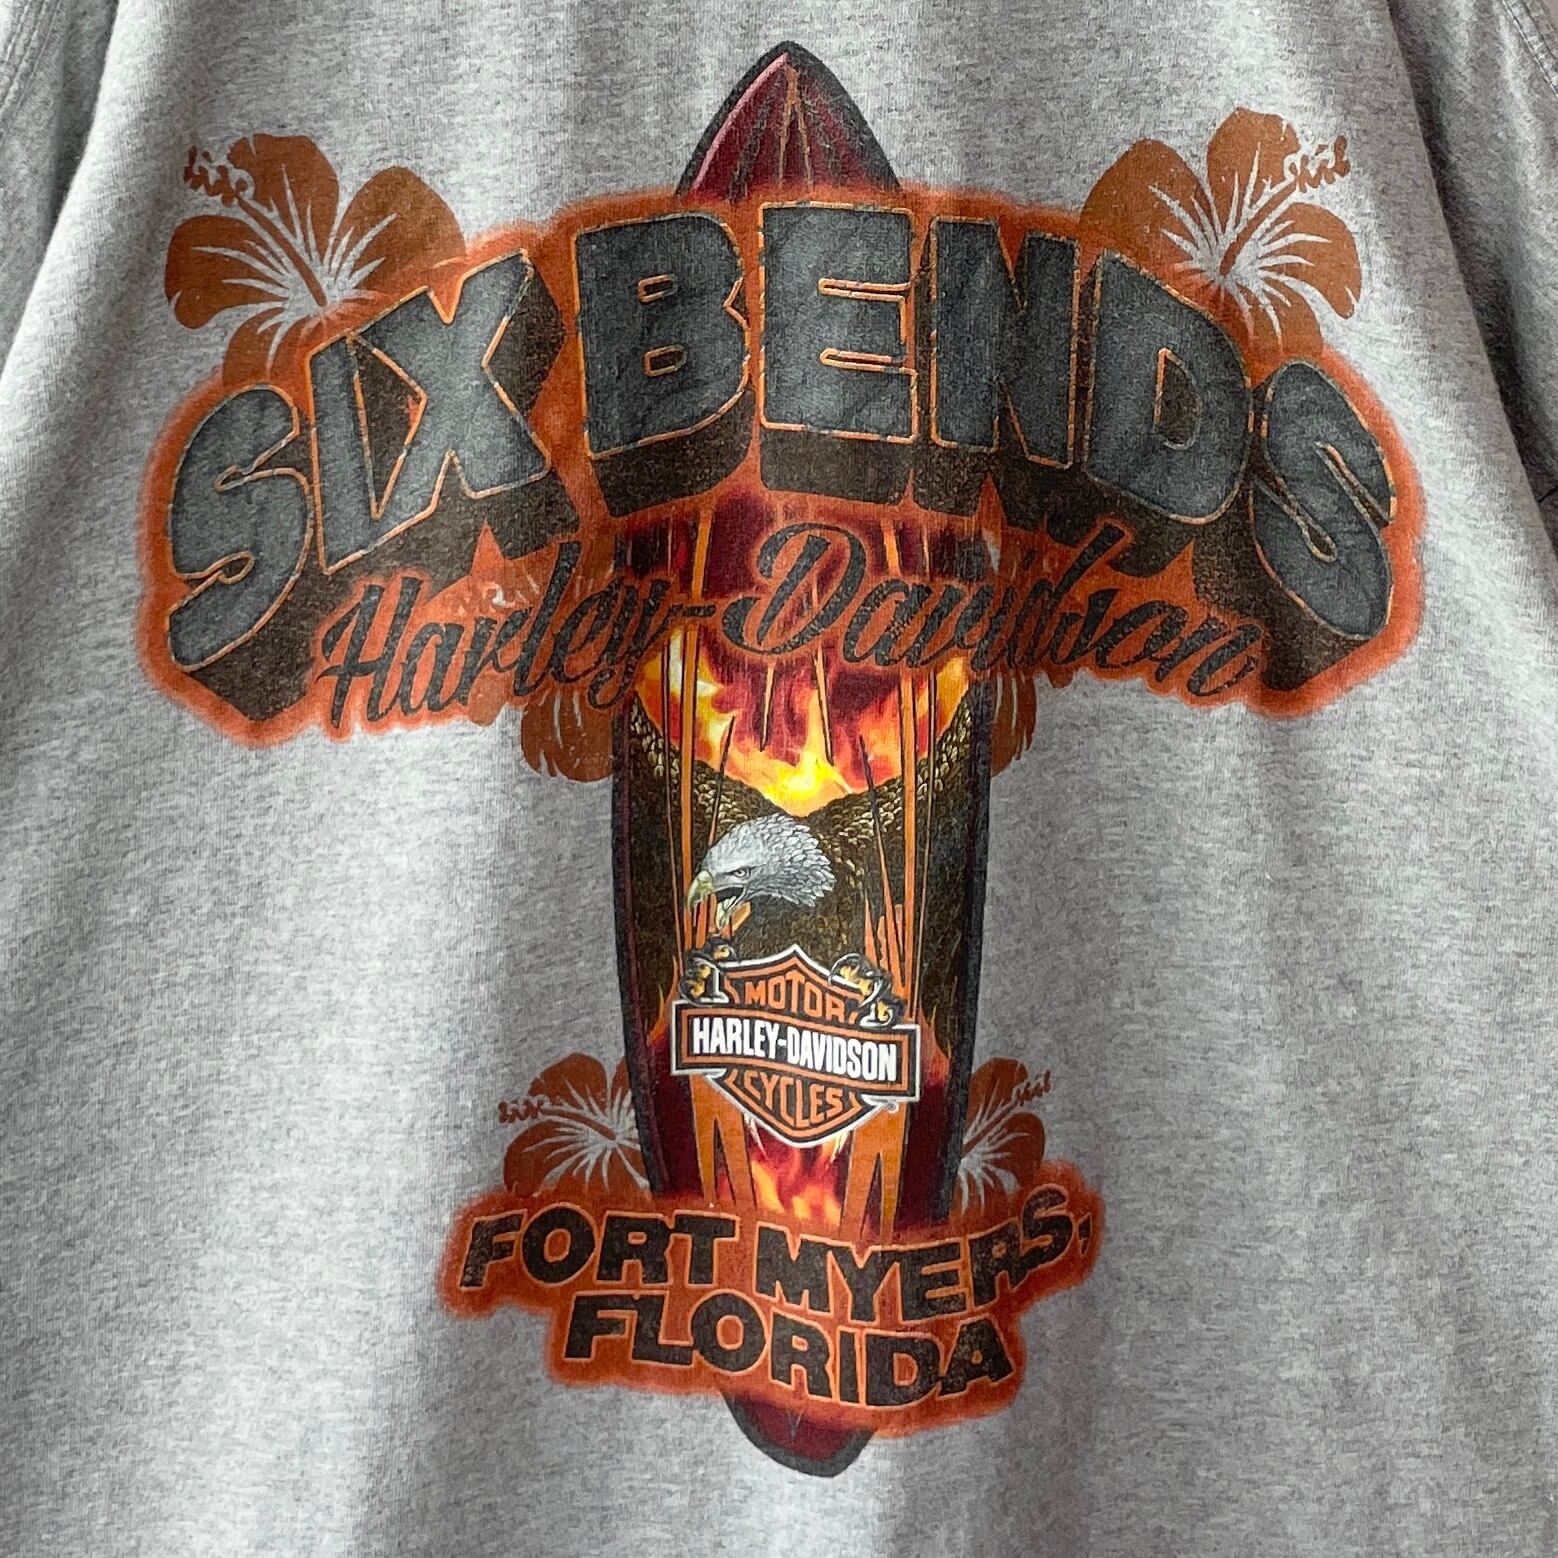 SIX BENDS
Harley-Davidson
MOTOR
HARLEY-DAVIDSON
CYCLES
FORT MYERS,
FLORIDA